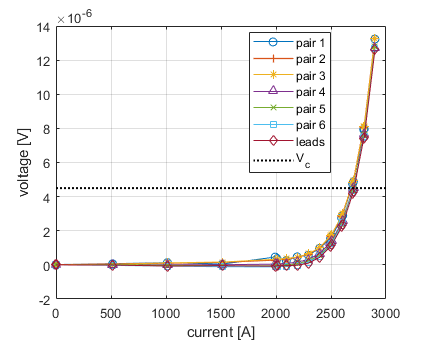 ×10⁻⁶
14
12
10
8
6
4
2
0
-2
voltage [V]
0 500 1000 1500 2000 2500 3000
current [A]
pair 1
pair 2
pair 3
pair 4
pair 5
pair 6
leads
V_c